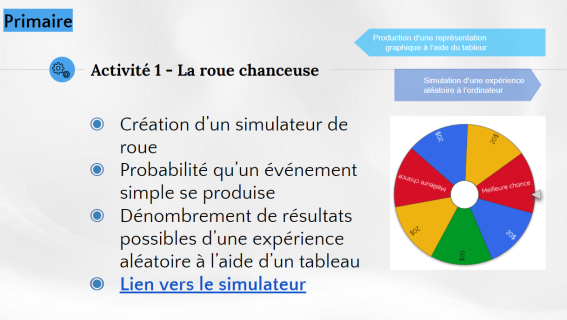 Primaire
Production d'une représentation
graphique à l'aide du tableur
Simulation d'une expérience
aléatoire à l'ordinateur
Activité 1 - La roue chanceuse
Création d'un simulateur de
roue
Probabilité qu'un événement
simple se produise
Dénombrement de résultats
possibles d'une expérience
aléatoire à l'aide d'un tableau
Lien vers le simulateur
20$
20$
Meilleure chance
Meilleure chance
20$
20$